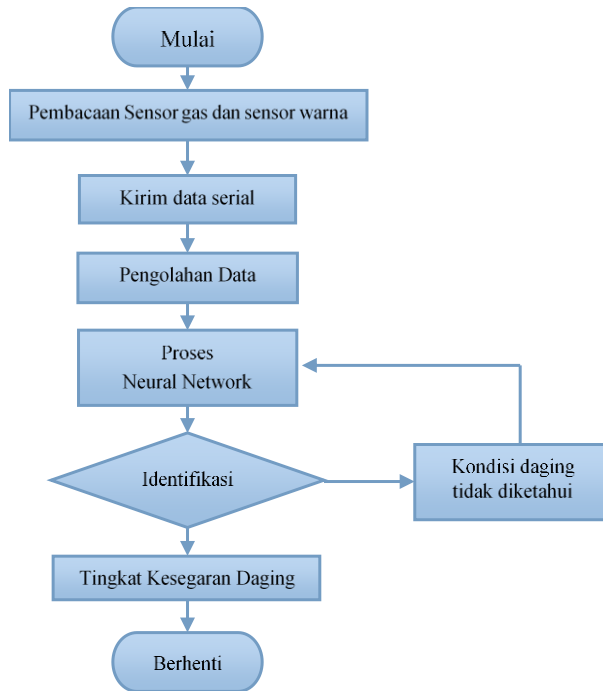 Mulai
Pembacaan Sensor gas dan sensor warna
Kirim data serial
Pengolahan Data
Proses
Neural Network
Identifikasi
Kondisi daging
tidak diketahui
Tingkat Kesegaran Daging
Berhenti